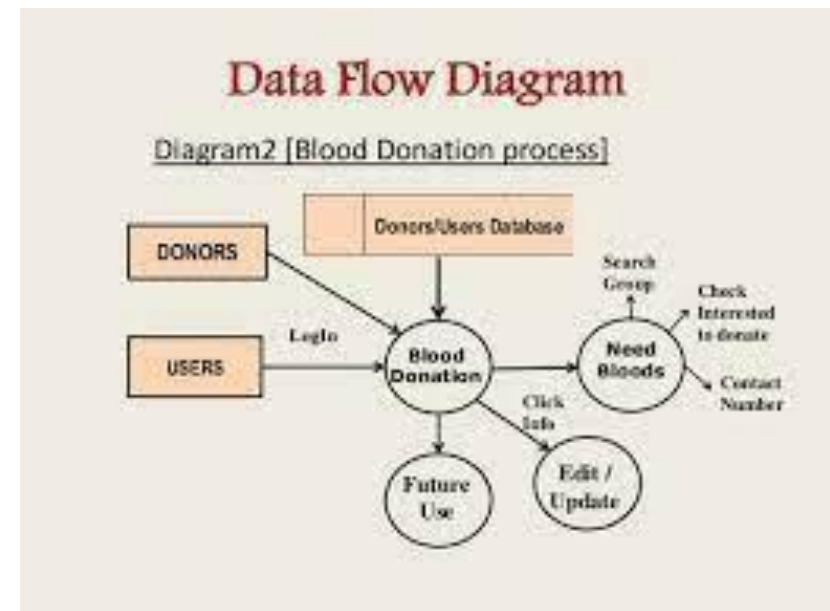 Data Flow Diagram
Diagram2 [Blood Donation process]
Donors/Users Database
DONORS
USERS
LogIn
Blood
Donation
Need
Bloods
Search
Group
Check
Interested
to donate
Contact
Number
Click
Info
Future
Use
Edit /
Update